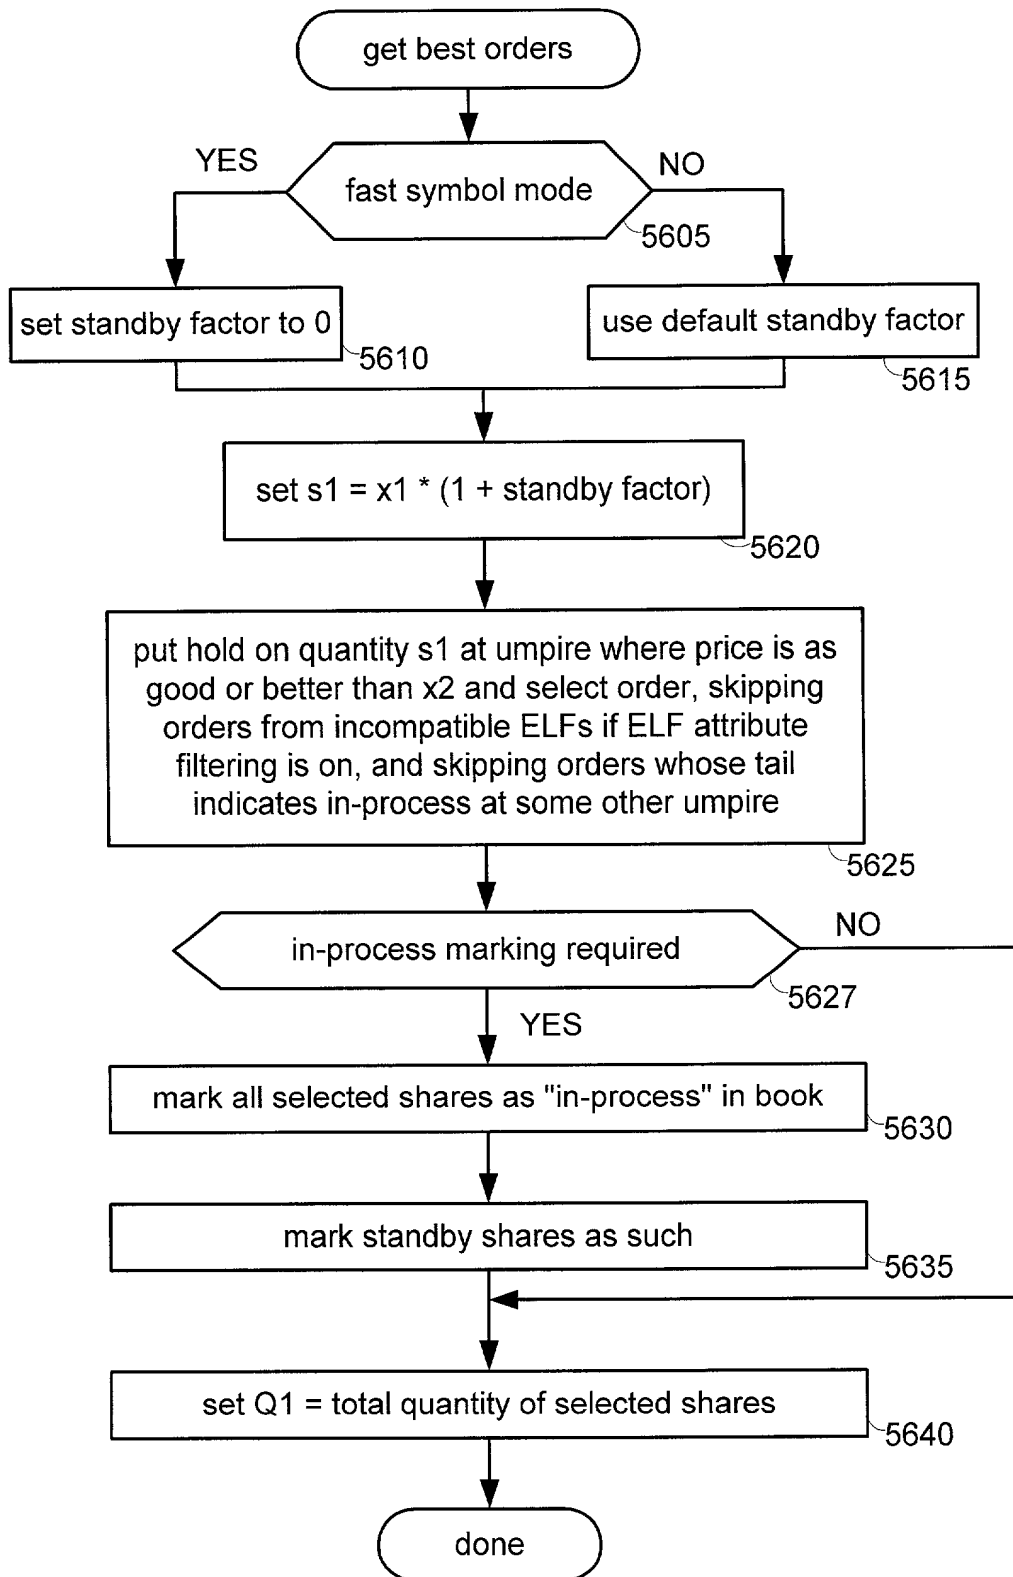 get best orders
YES
NO
fast symbol mode
5605
set standby factor to 0
5610
use default standby factor
5615
set s1 = x1 * (1 + standby factor)
5620
put hold on quantity s1 at umpire where price is as
good or better than x2 and select order, skipping
orders from incompatible ELFs if ELF attribute
filtering is on, and skipping orders whose tail
indicates in-process at some other umpire
5625
in-process marking required
NO
5627
YES
mark all selected shares as "in-process" in book
5630
mark standby shares as such
5635
set Q1 = total quantity of selected shares
5640
done